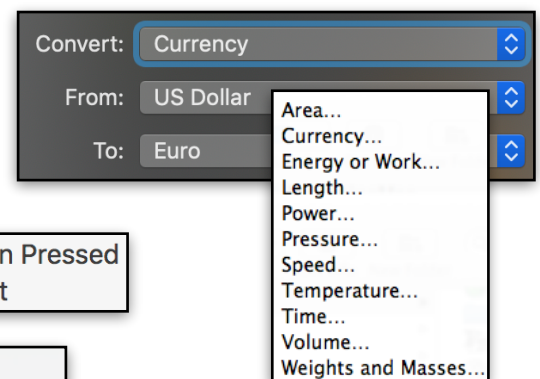 Convert: Currency
From: US Dollar
To: Euro
Area...
Currency...
Energy or Work...
Length...
Power...
Pressure...
Speed...
Temperature...
Time...
Volume...
Weights and Masses...
n Pressed
t